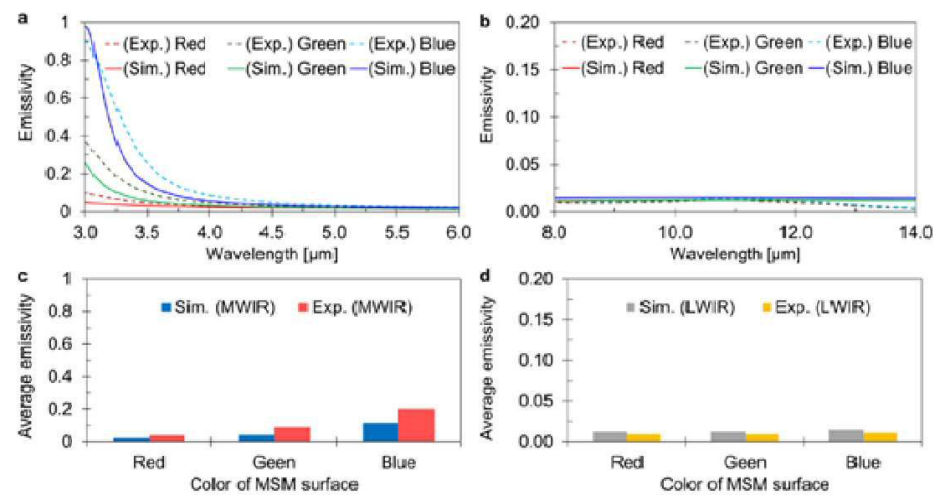 a
1
0.8
0.6
0.4
0.2
0
Emissivity
(Exp.) Red (Exp.) Green (Exp.) Blue
(Sim.) Red (Sim.) Green (Sim.) Blue
3.0 3.5 4.0 4.5 5.0 5.5 6.0
Wavelength [μm]
b
0.20
0.15
0.10
0.05
0.00
Emissivity
(Exp.) Red (Exp.) Green (Exp.) Blue
(Sim.) Red (Sim.) Green (Sim.) Blue
8.0 10.0 12.0 14.0
Wavelength [μm]
c
1
0.8
0.6
0.4
0.2
0
Average emissivity
Sim. (MWIR) Exp. (MWIR)
Red Geen Blue
Color of MSM surface
d
0.20
0.15
0.10
0.05
0.00
Average emissivity
Sim. (LWIR) Exp. (LWIR)
Red Geen Blue
Color of MSM surface